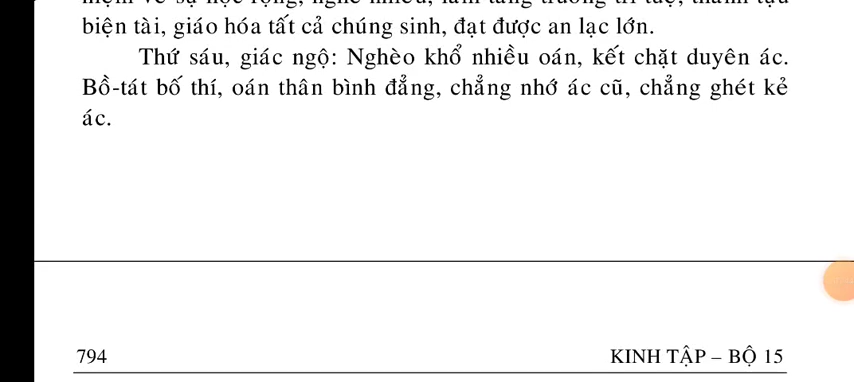 biện tài, giáo hóa tất cả chúng sinh, đạt được an lạc lớn.
Thứ sáu, giác ngộ: Nghèo khổ nhiều oán, kết chặt duyên ác.
Bồ-tát bố thí, oán thân bình đẳng, chẳng nhớ ác cũ, chẳng ghét kẻ
ác.
794 KINH TẬP – BỘ 15